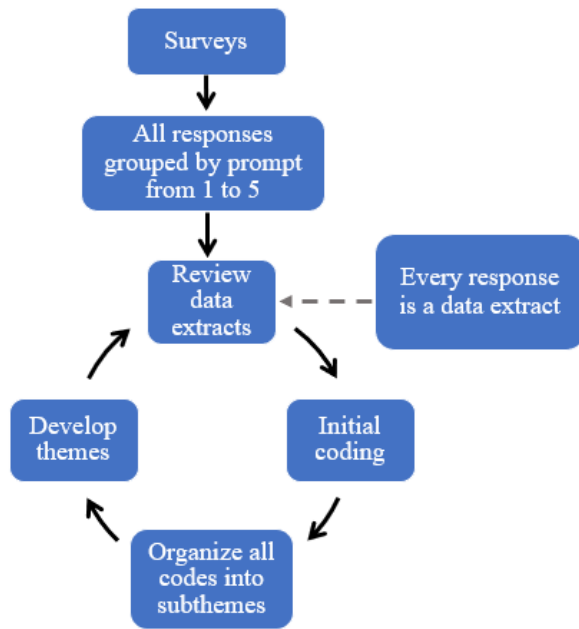 Surveys
All responses
grouped by prompt
from 1 to 5
Review
data
extracts
Every response
is a data extract
Develop
themes
Initial
coding
Organize all
codes into
subthemes